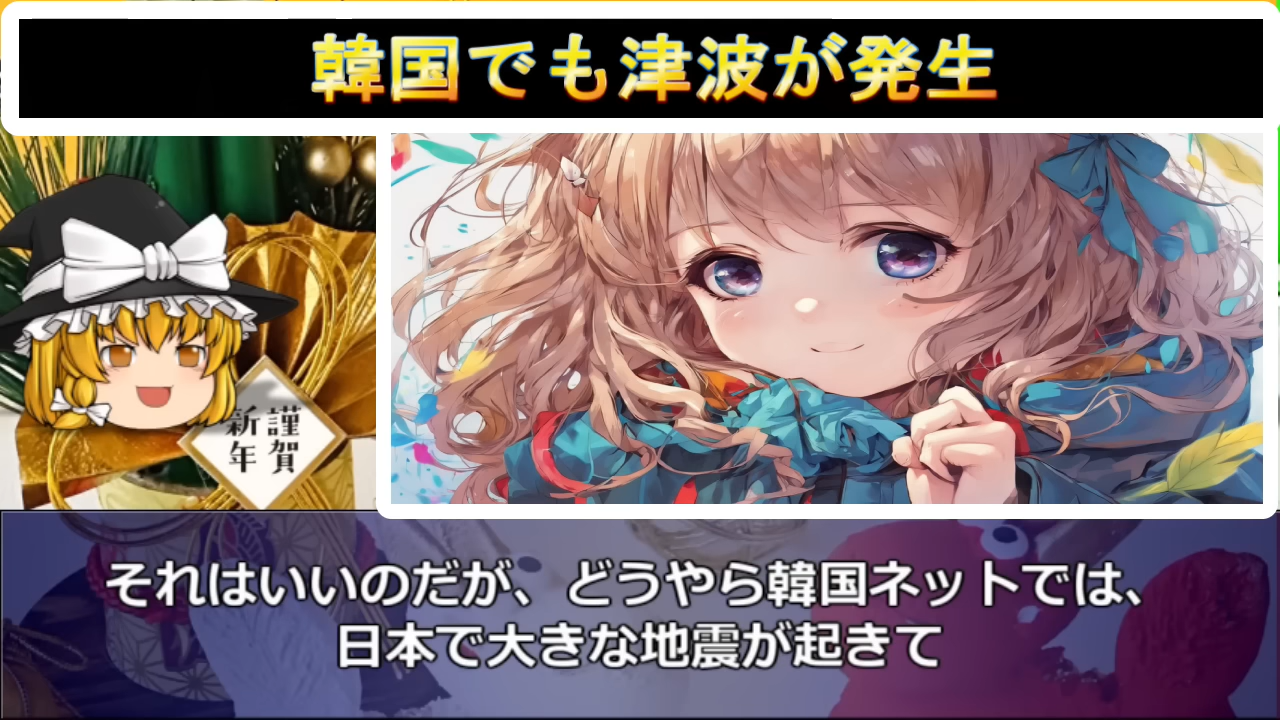 韓国でも津波が発生
謹賀
新年
それはいいのだが、どうやら韓国ネットでは、
日本で大きな地震が起きて